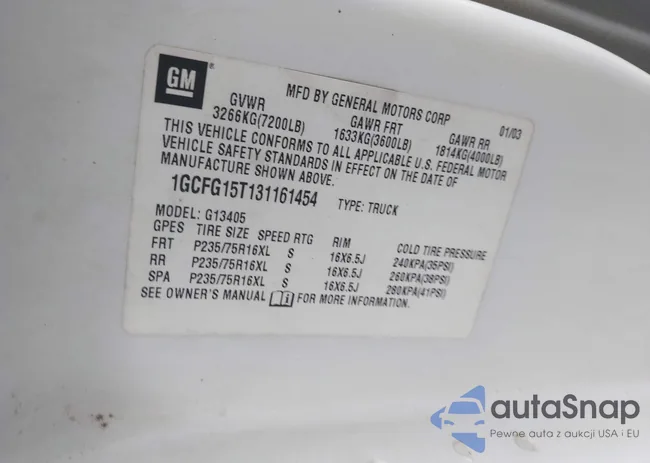 GM
MFD BY GENERAL MOTORS CORP 01/03
GVWR GAWR FRT GAWR RR
3266KG(7200LB) 1633KG(3600LB) 1814KG(4000LB)
THIS VEHICLE CONFORMS TO ALL APPLICABLE U.S. FEDERAL MOTOR
VEHICLE SAFETY STANDARDS IN EFFECT ON THE DATE OF
MANUFACTURE SHOWN ABOVE.
1GCFG15T131161454 TYPE: TRUCK
MODEL: G13405
GPES TIRE SIZE SPEED RTG RIM COLD TIRE PRESSURE
FRT P235/75R16XL S 16X6.5J 240KPA(35PSI)
RR P235/75R16XL S 16X6.5J 260KPA(38PSI)
SPA P235/75R16XL S 16X6.5J 280KPA(41PSI)
SEE OWNER'S MANUAL FOR MORE INFORMATION.
autaSnap
Pewne auta z aukcji USA i EU